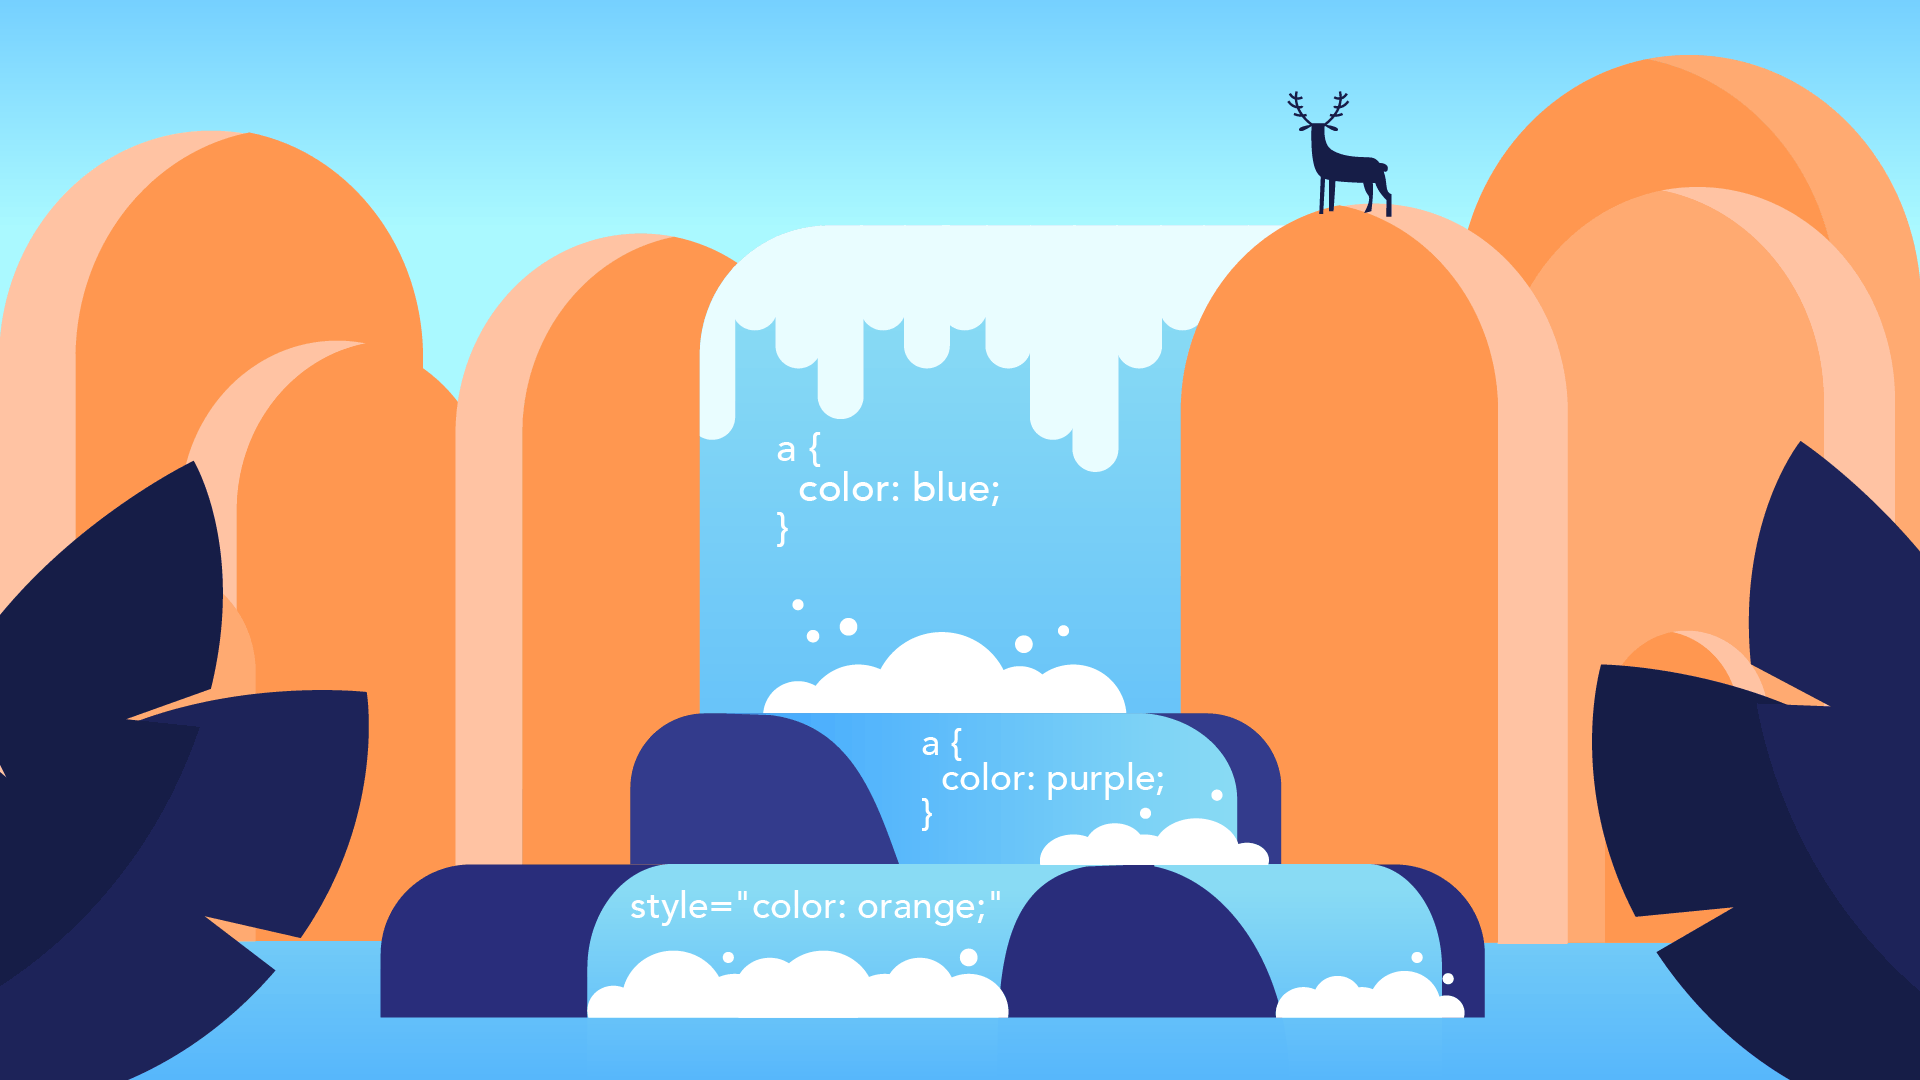 a {
color: blue;
}
a {
color: purple;
}
style="color: orange;"